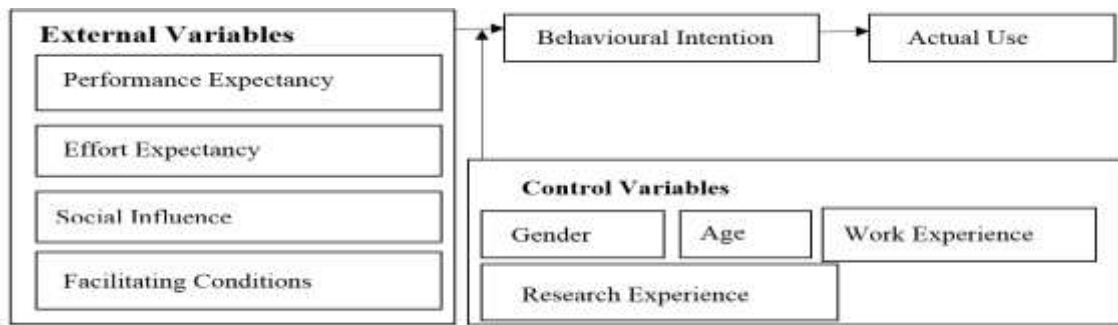 External Variables
Performance Expectancy
Effort Expectancy
Social Influence
Facilitating Conditions
Behavioural Intention
Actual Use
Control Variables
Gender
Age
Work Experience
Research Experience